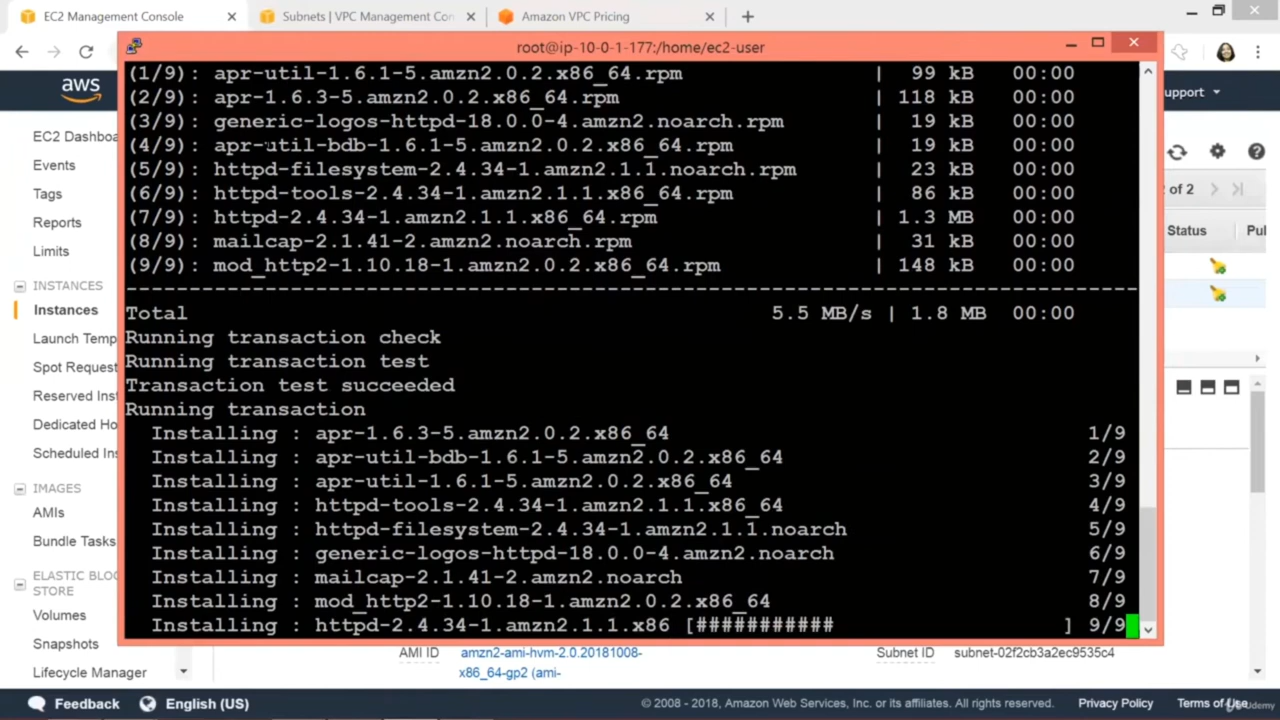 EC2 Management Console
Subnets | VPC Management Con
Amazon VPC Pricing
root@ip-10-0-1-177:/home/ec2-user
aws
upport
EC2 Dashboa
Events
Tags
Reports
Limits
INSTANCES
Instances
Launch Temp
Spot Request
Reserved Inst
Dedicated Ho
Scheduled Ins
IMAGES
AMIs
Bundle Tasks
ELASTIC BLOC
STORE
Volumes
Snapshots
Lifecycle Manager
(1/9): apr-util-1.6.1-5.amzn2.0.2.x86_64.rpm | 99 kB 00:00
(2/9): apr-1.6.3-5.amzn2.0.2.x86_64.rpm | 118 kB 00:00
(3/9): generic-logos-httpd-18.0.0-4.amzn2.noarch.rpm | 19 kB 00:00
(4/9): apr-util-bdb-1.6.1-5.amzn2.0.2.x86_64.rpm | 19 kB 00:00
(5/9): httpd-filesystem-2.4.34-1.amzn2.1.1.noarch.rpm | 23 kB 00:00
(6/9): httpd-tools-2.4.34-1.amzn2.1.1.x86_64.rpm | 86 kB 00:00
(7/9): httpd-2.4.34-1.amzn2.1.1.x86_64.rpm | 1.3 MB 00:00
(8/9): mailcap-2.1.41-2.amzn2.noarch.rpm | 31 kB 00:00
(9/9): mod_http2-1.10.18-1.amzn2.0.2.x86_64.rpm | 148 kB 00:00
--------------------------------------------------------------------------------
Total 5.5 MB/s | 1.8 MB 00:00
Running transaction check
Running transaction test
Transaction test succeeded
Running transaction
Installing : apr-1.6.3-5.amzn2.0.2.x86_64 1/9
Installing : apr-util-bdb-1.6.1-5.amzn2.0.2.x86_64 2/9
Installing : apr-util-1.6.1-5.amzn2.0.2.x86_64 3/9
Installing : httpd-tools-2.4.34-1.amzn2.1.1.x86_64 4/9
Installing : httpd-filesystem-2.4.34-1.amzn2.1.1.noarch 5/9
Installing : generic-logos-httpd-18.0.0-4.amzn2.noarch 6/9
Installing : mailcap-2.1.41-2.amzn2.noarch 7/9
Installing : mod_http2-1.10.18-1.amzn2.0.2.x86_64 8/9
Installing : httpd-2.4.34-1.amzn2.1.1.x86 [########### ] 9/9
2 of 2
Status Pul
AMI ID amzn2-ami-hvm-2.0.20181008-
x86_64-gp2 (ami-
Subnet ID subnet-02f2cb3a2ec9535c4
Feedback English (US) © 2008 - 2018, Amazon Web Services, Inc. or its affiliates. All rights reserved. Privacy Policy Terms of Use
Udemy